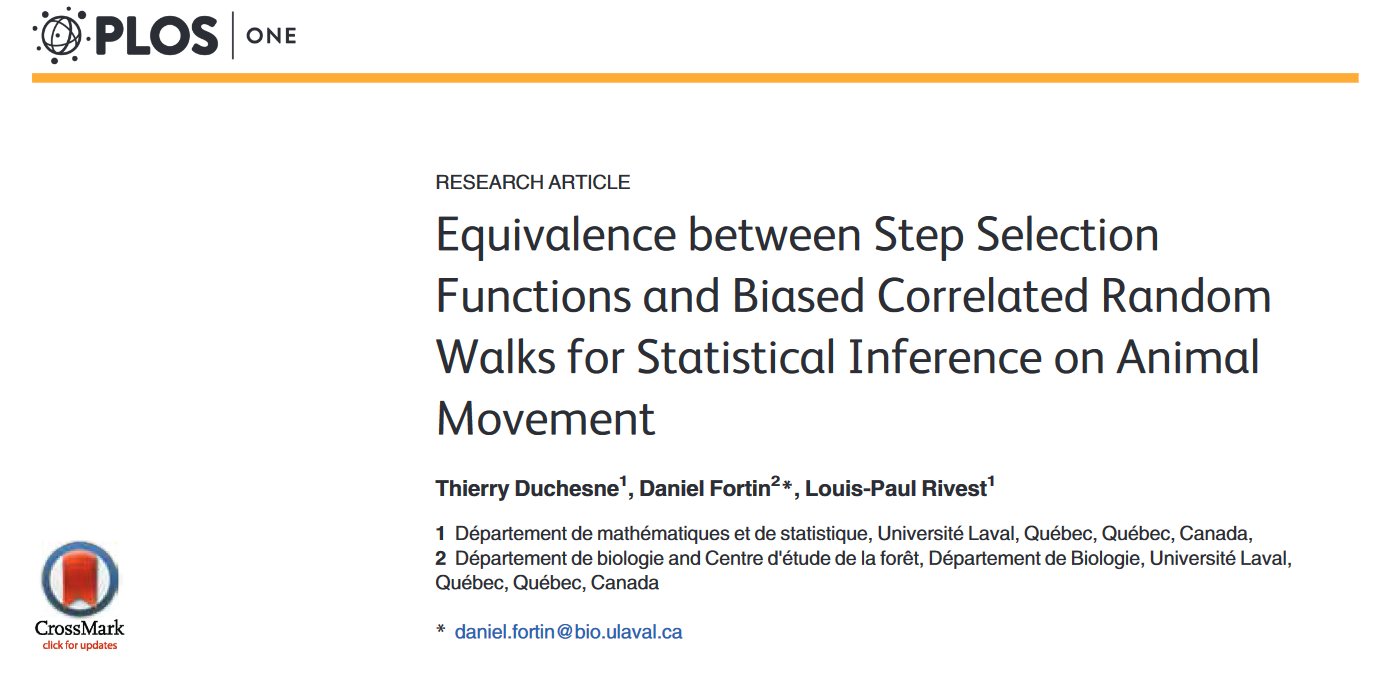 PLOS ONE
RESEARCH ARTICLE
Equivalence between Step Selection
Functions and Biased Correlated Random
Walks for Statistical Inference on Animal
Movement
Thierry Duchesne1, Daniel Fortin2*, Louis-Paul Rivest1
1 Département de mathématiques et de statistique, Université Laval, Québec, Québec, Canada,
2 Département de biologie and Centre d'étude de la forêt, Département de Biologie, Université Laval,
Québec, Québec, Canada
* daniel.fortin@bio.ulaval.ca
CrossMark
click for updates